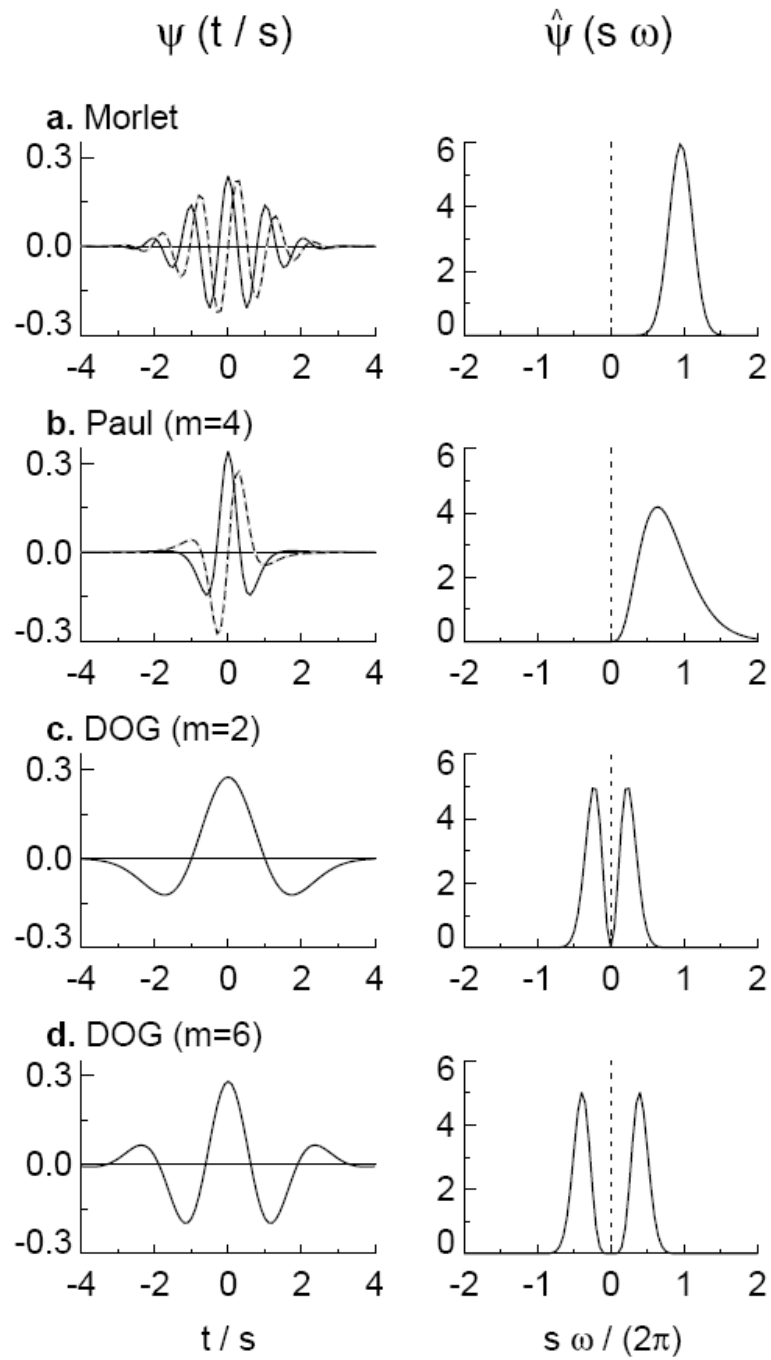 ψ (t / s) ψ̂ (s ω)
a. Morlet
0.3 0.0 -0.3
-4 -2 0 2 4
6 4 2 0
-2 -1 0 1 2
b. Paul (m=4)
0.3 0.0 -0.3
-4 -2 0 2 4
6 4 2 0
-2 -1 0 1 2
c. DOG (m=2)
0.3 0.0 -0.3
-4 -2 0 2 4
6 4 2 0
-2 -1 0 1 2
d. DOG (m=6)
0.3 0.0 -0.3
-4 -2 0 2 4
6 4 2 0
-2 -1 0 1 2
t / s s ω / (2π)